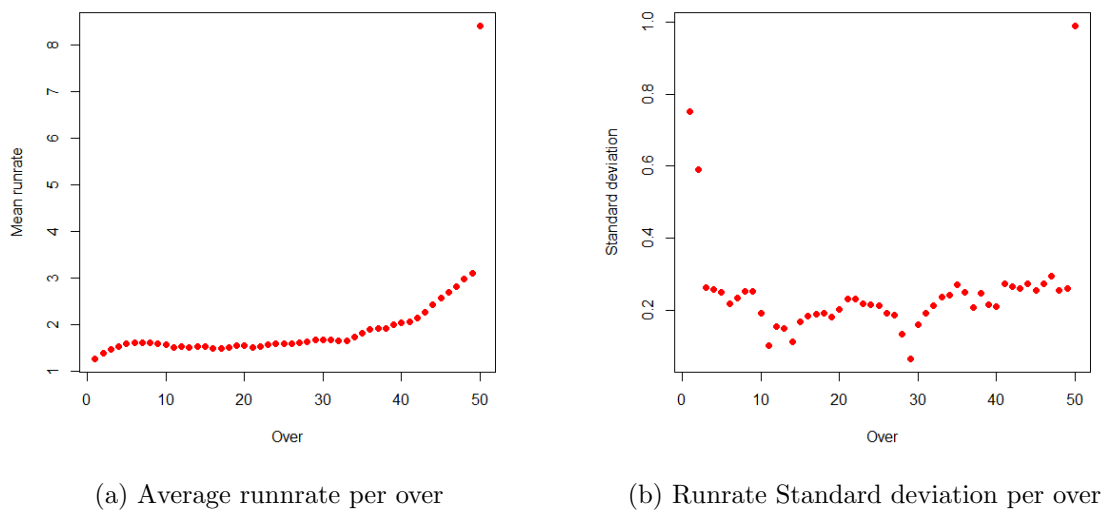 Mean runrate
8
7
6
5
4
3
2
1
0 10 20 30 40 50
Over
(a) Average runnrate per over
Standard deviation
1.0
0.8
0.6
0.4
0.2
0 10 20 30 40 50
Over
(b) Runrate Standard deviation per over